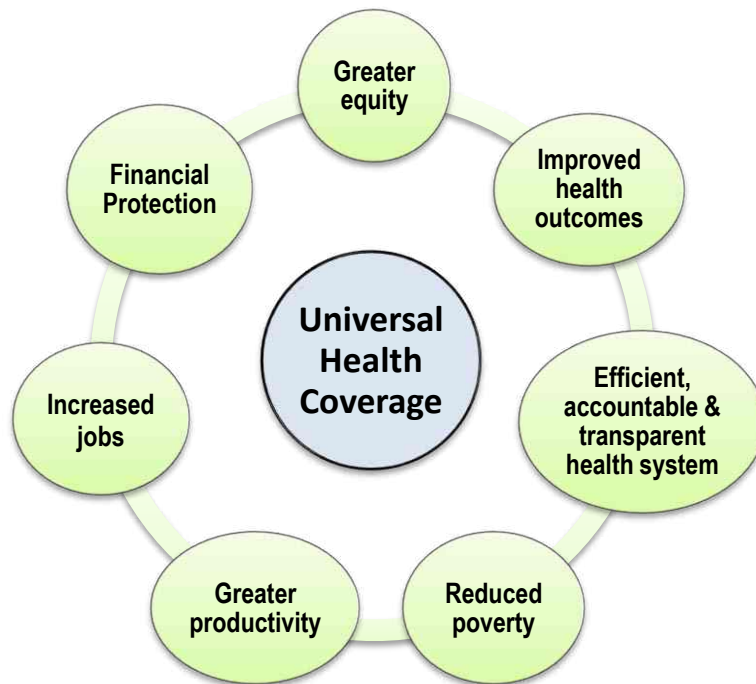 Greater
equity
Improved
health
outcomes
Efficient,
accountable &
transparent
health system
Reduced
poverty
Greater
productivity
Increased
jobs
Financial
Protection
Universal
Health
Coverage